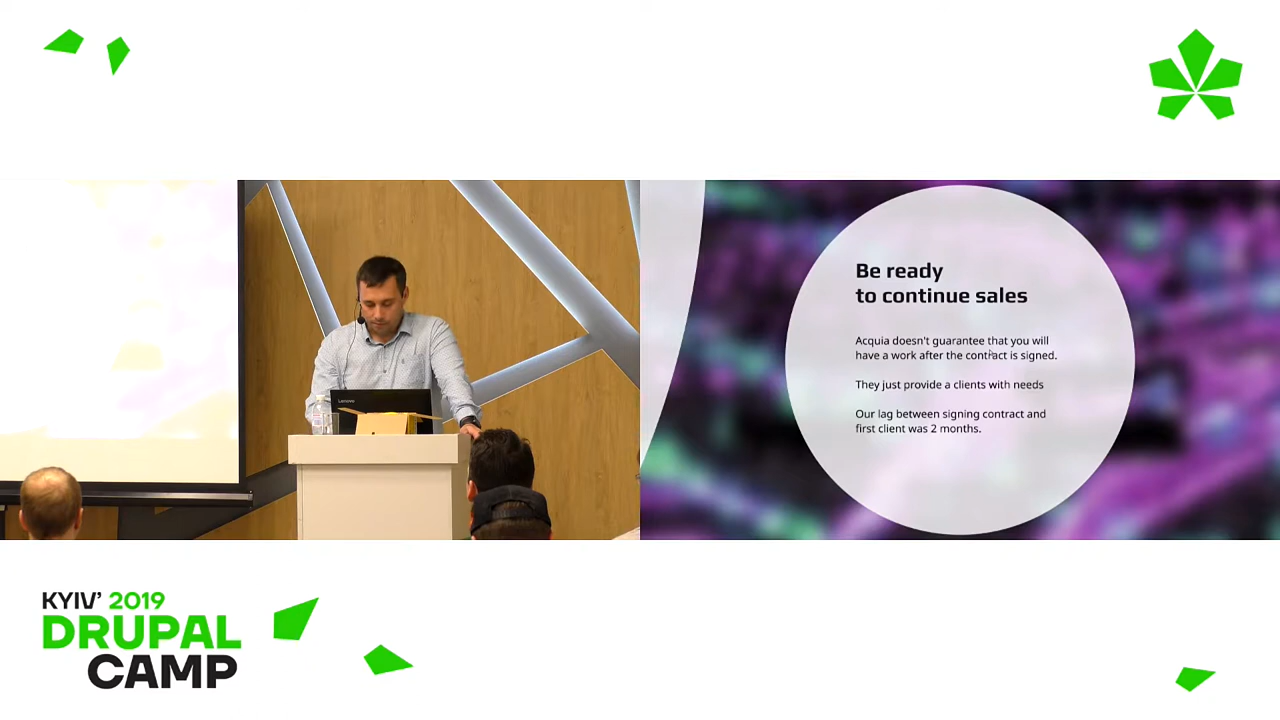 Lenovo
Be ready
to continue sales
Acquia doesn't guarantee that you will
have a work after the contract is signed.
They just provide a clients with needs
Our lag between signing contract and
first client was 2 months.
KYIV' 2019
DRUPAL
CAMP